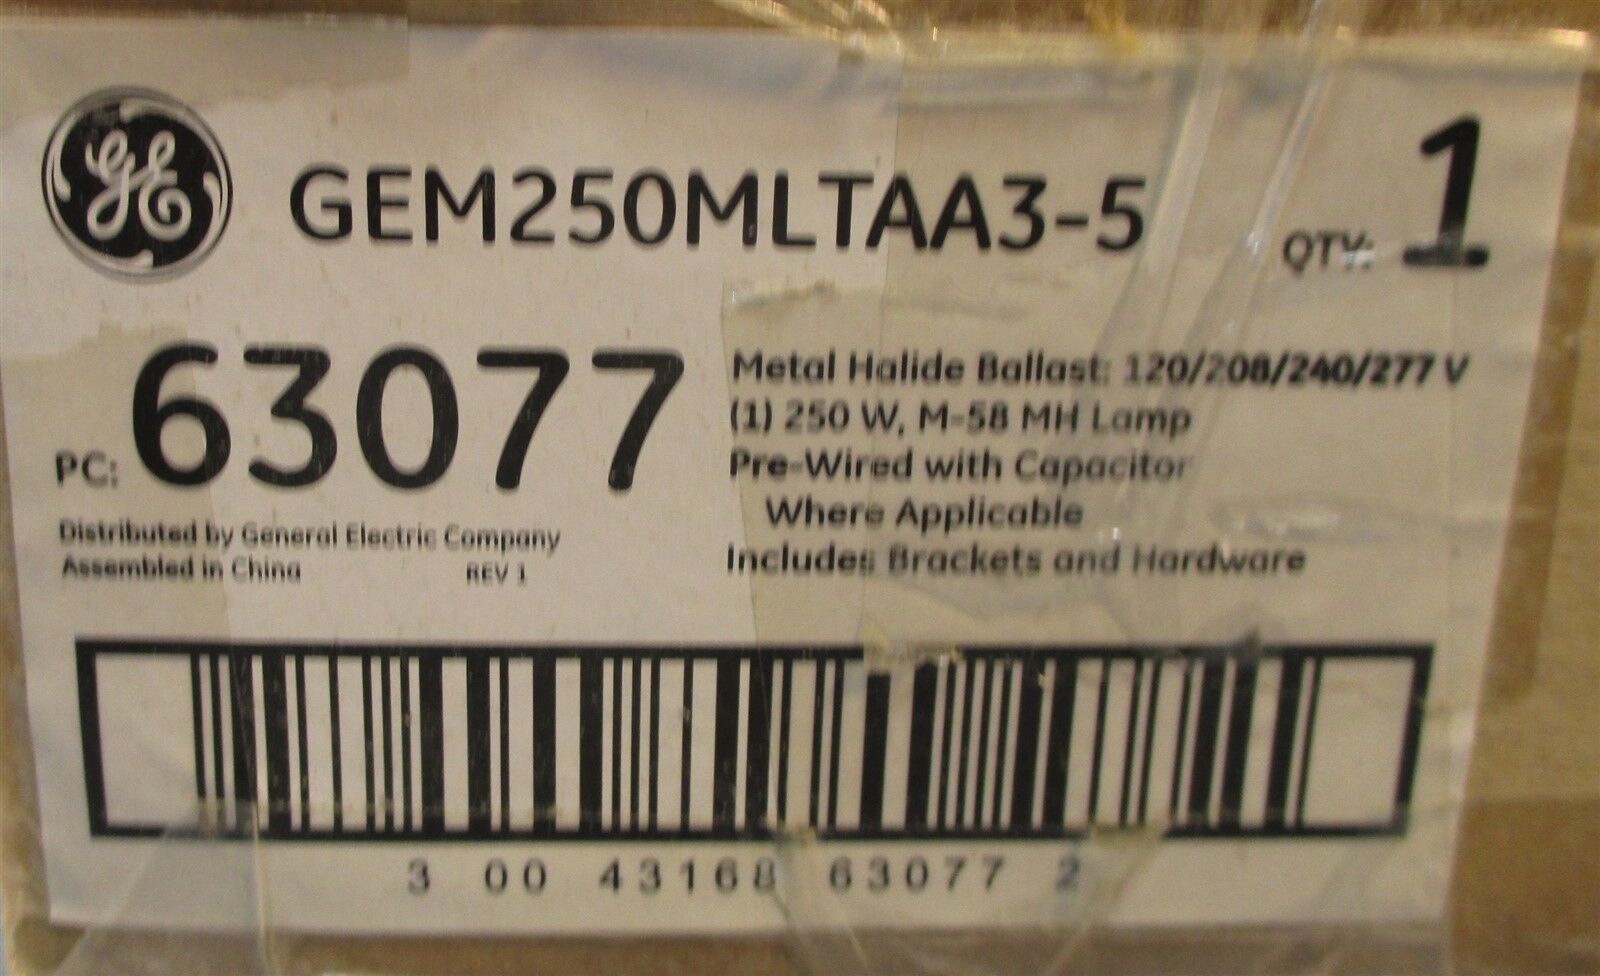 GE
GEM250MLTAA3-5
QTY: 1
PC: 63077
Metal Halide Ballast: 120/208/240/277 V
(1) 250 W, M-58 MH Lamp
Pre-Wired with Capacitor
Where Applicable
Includes Brackets and Hardware
Distributed by General Electric Company
Assembled in China REV 1
3 00 43168 63077 2